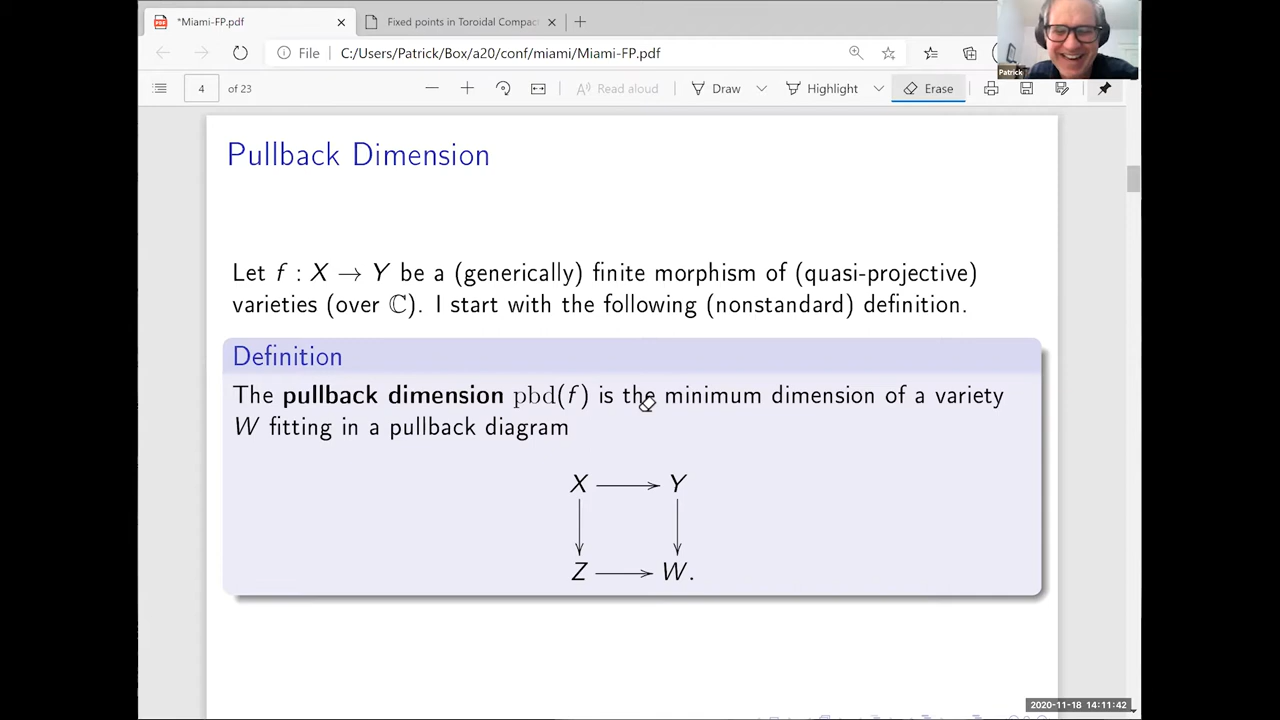 *Miami-FP.pdf
Fixed points in Toroidal Compac
File
C:/Users/Patrick/Box/a20/conf/miami/Miami-FP.pdf
4 of 23
Read aloud
Draw
Highlight
Erase
Patrick
Pullback Dimension
Let f : X → Y be a (generically) finite morphism of (quasi-projective)
varieties (over ℂ). I start with the following (nonstandard) definition.
Definition
The pullback dimension pbd(f) is the minimum dimension of a variety
W fitting in a pullback diagram
X → Y
Z → W.
2020-11-18 14:11:42